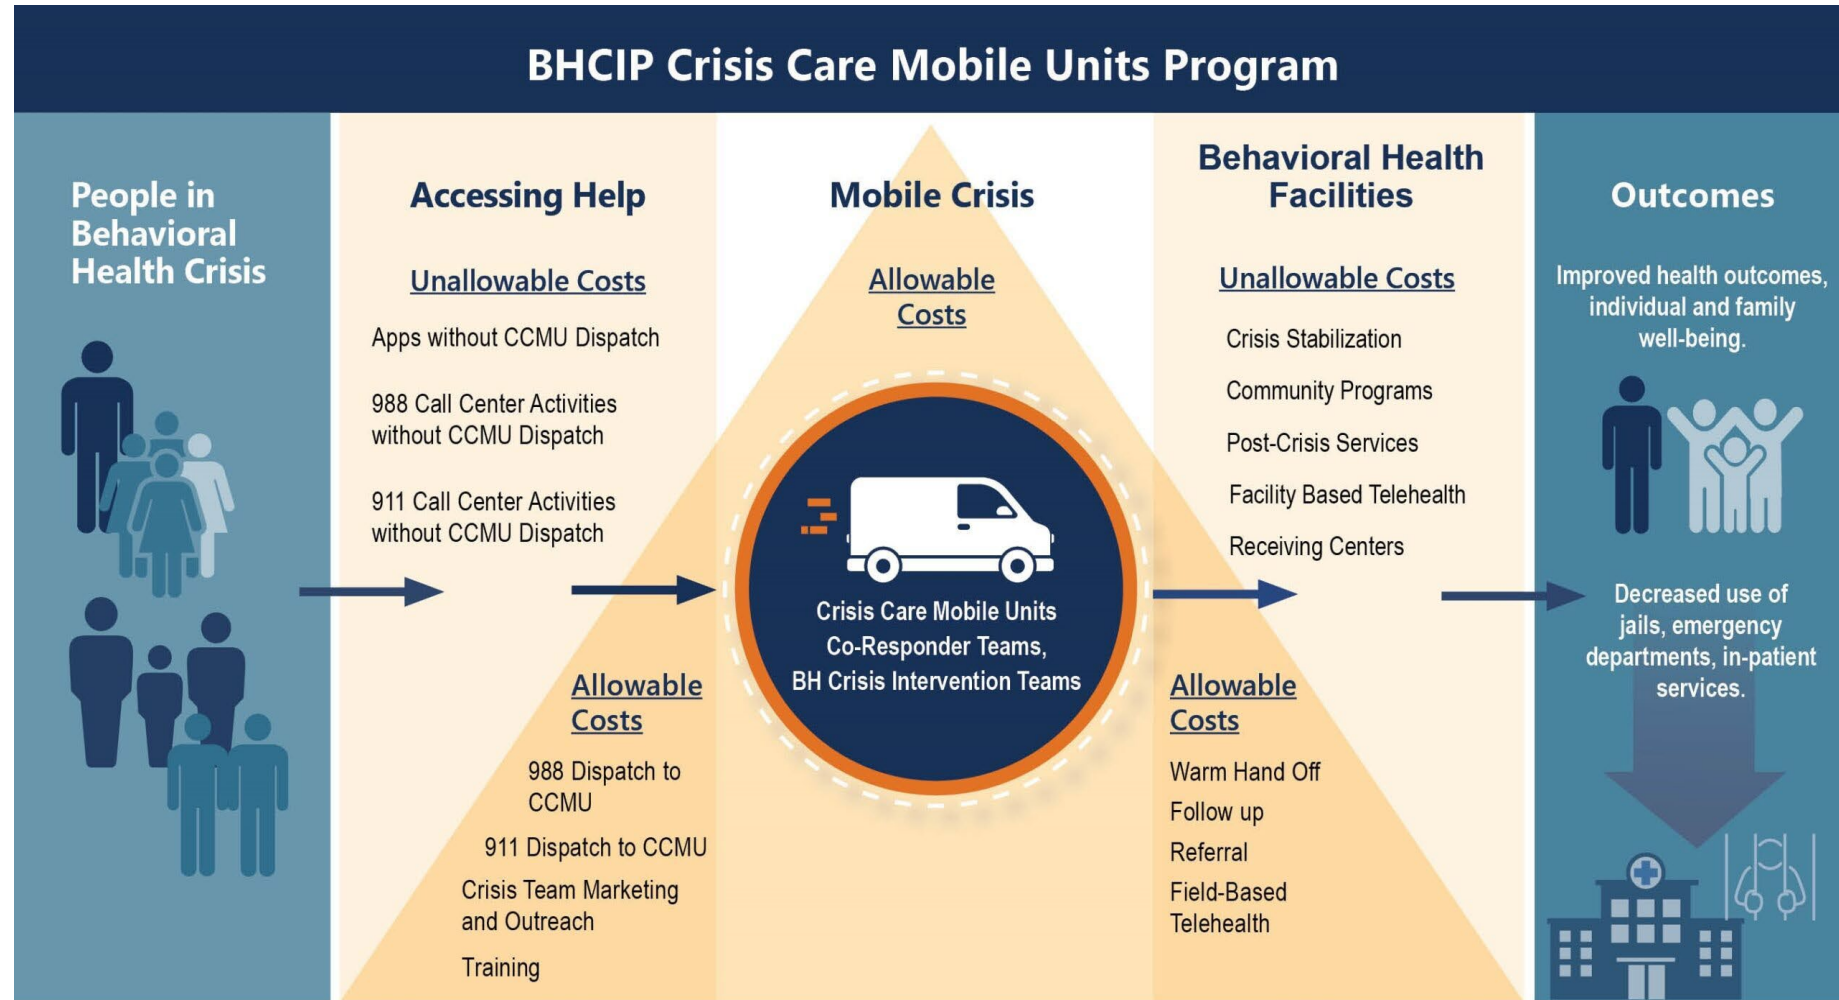 BHCIP Crisis Care Mobile Units Program
People in
Behavioral
Health Crisis
Accessing Help
Unallowable Costs
Apps without CCMU Dispatch
988 Call Center Activities
without CCMU Dispatch
911 Call Center Activities
without CCMU Dispatch
Allowable
Costs
988 Dispatch to
CCMU
911 Dispatch to CCMU
Crisis Team Marketing
and Outreach
Training
Mobile Crisis
Allowable
Costs
Crisis Care Mobile Units
Co-Responder Teams,
BH Crisis Intervention Teams
Behavioral Health
Facilities
Unallowable Costs
Crisis Stabilization
Community Programs
Post-Crisis Services
Facility Based Telehealth
Receiving Centers
Allowable
Costs
Warm Hand Off
Follow up
Referral
Field-Based
Telehealth
Outcomes
Improved health outcomes,
individual and family
well-being.
Decreased use of
jails, emergency
departments, in-patient
services.